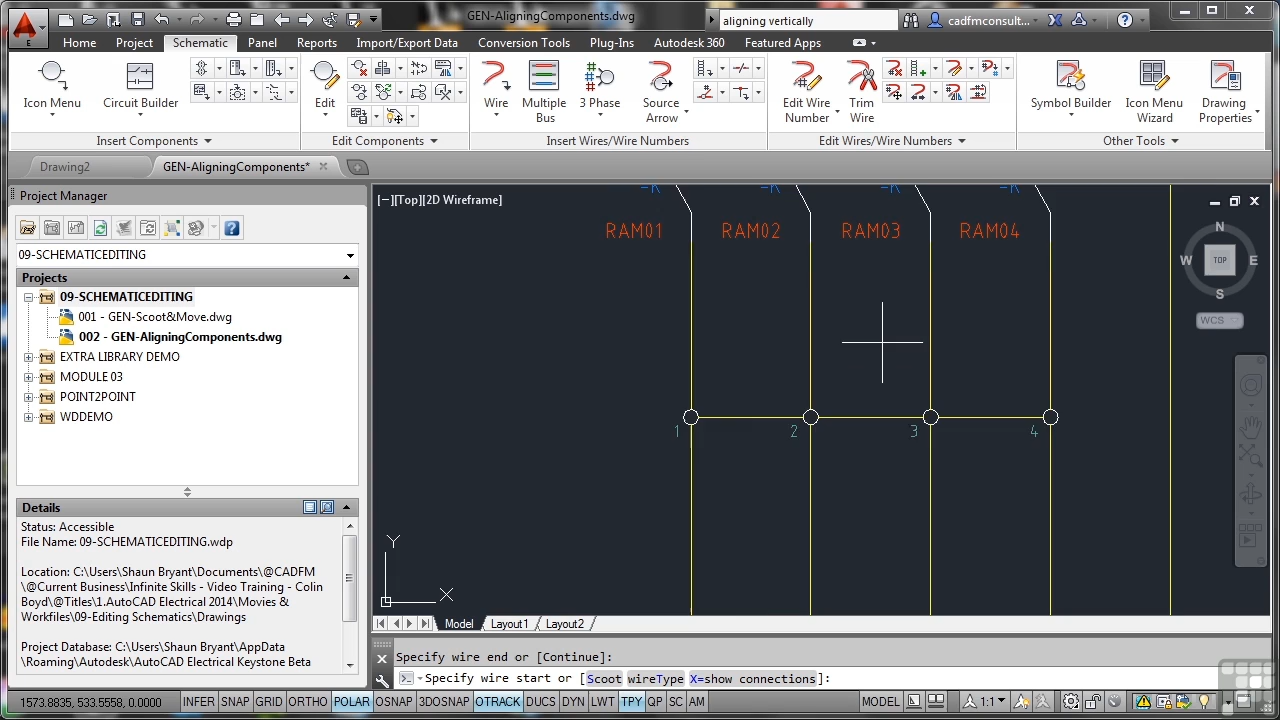 GEN-AligningComponents.dwg
aligning vertically
cadfmconsult...
E
Home Project Schematic Panel Reports Import/Export Data Conversion Tools Plug-Ins Autodesk 360 Featured Apps
Icon Menu Circuit Builder Edit Wire Multiple Bus 3 Phase Source Arrow Edit Wire Number Trim Wire Symbol Builder Icon Menu Wizard Drawing Properties
Insert Components Edit Components Insert Wires/Wire Numbers Edit Wires/Wire Numbers Other Tools
Drawing2 GEN-AligningComponents*
Project Manager
09-SCHEMATICEDITING
Projects
09-SCHEMATICEDITING
001 - GEN-Scoot&Move.dwg
002 - GEN-AligningComponents.dwg
EXTRA LIBRARY DEMO
MODULE 03
POINT2POINT
WDDEMO
Details
Status: Accessible
File Name: 09-SCHEMATICEDITING.wdp
Location: C:\Users\Shaun Bryant\Documents\@CADFM
\@Current Business\Infinite Skills - Video Training - Colin
Boyd\@Titles\1.AutoCAD Electrical 2014\Movies &
Workfiles\09-Editing Schematics\Drawings
Project Database: C:\Users\Shaun Bryant\AppData
\Roaming\Autodesk\AutoCAD Electrical Keystone Beta
[−][Top][2D Wireframe]
-K -K -K -K
RAM01 RAM02 RAM03 RAM04
1 2 3 4
N
W TOP E
S
WCS
Y
X
Model Layout1 Layout2
Specify wire end or [Continue]:
Specify wire start or [Scoot wireType X=show connections]:
1573.8835, 533.5558, 0.0000 INFER SNAP GRID ORTHO POLAR OSNAP 3DOSNAP OTRACK DUCS DYN LWT TPY QP SC AM MODEL 1:1